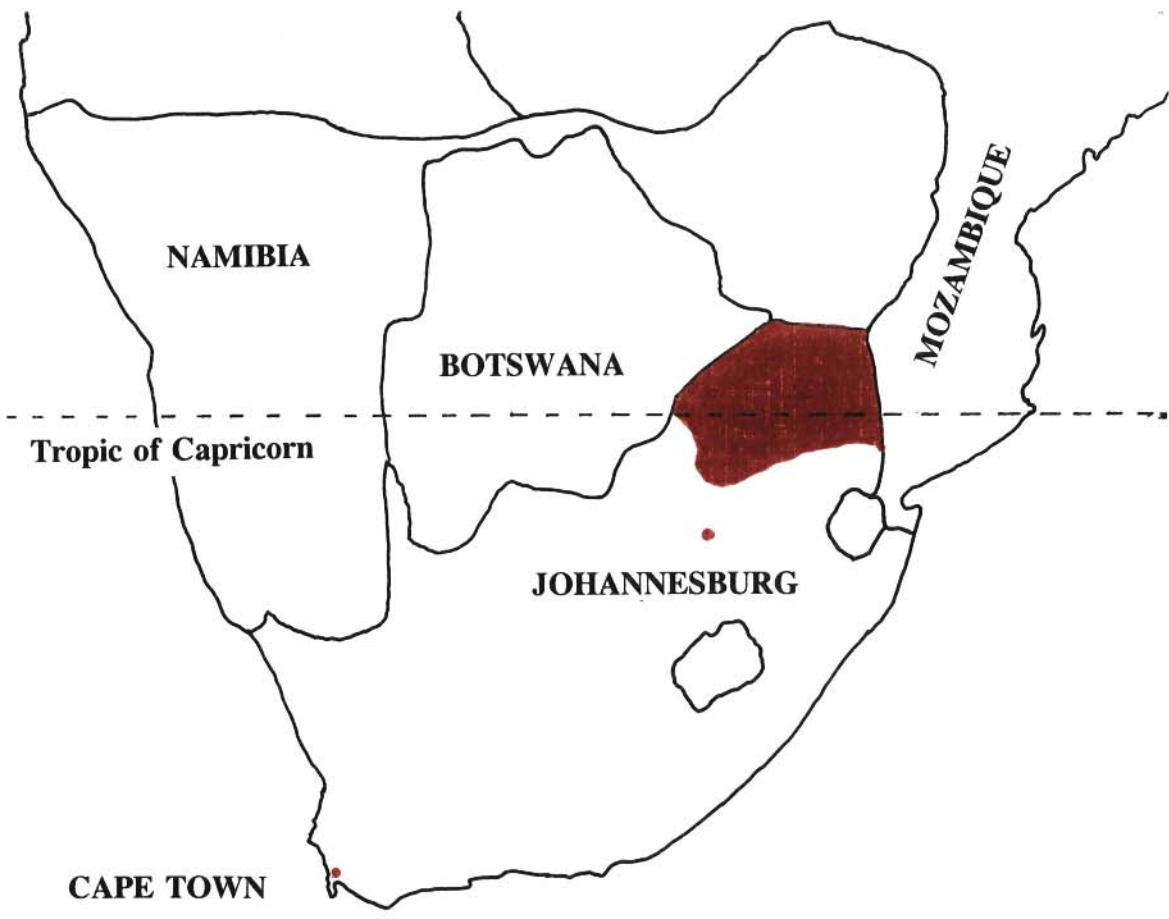 MOZAMBIQUE
NAMIBIA
BOTSWANA
Tropic of Capricorn
JOHANNESBURG
CAPE TOWN